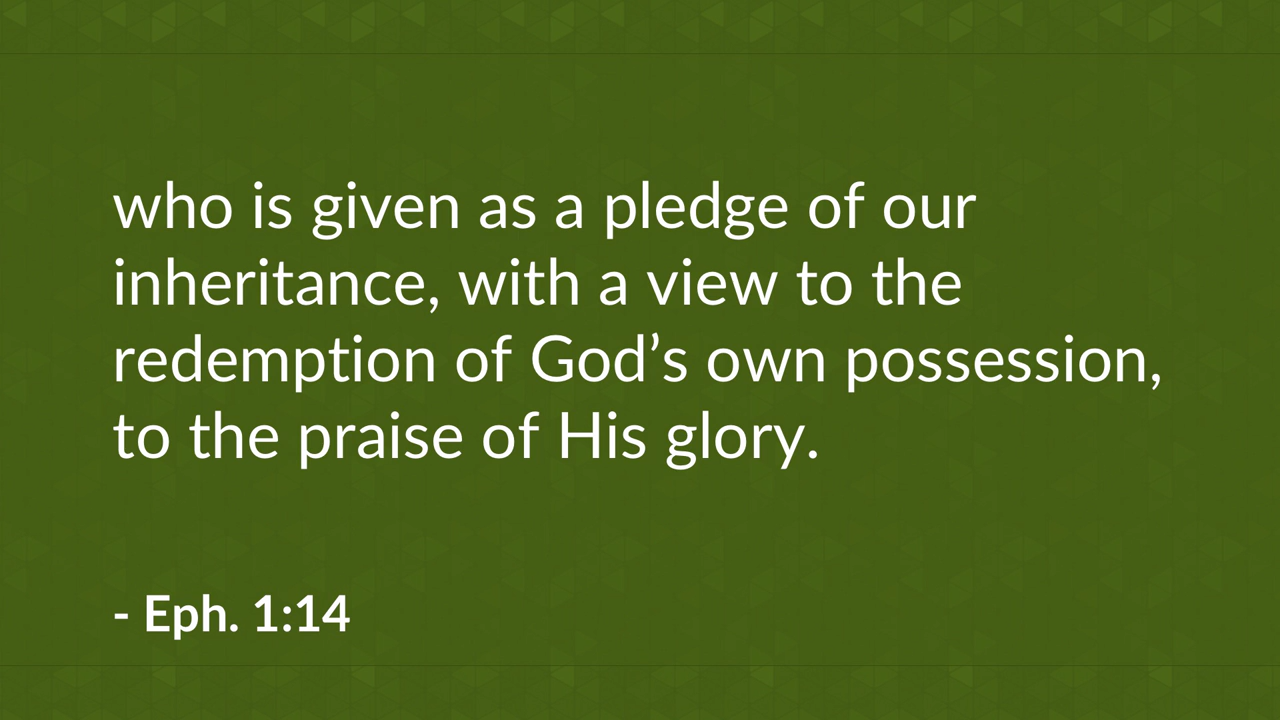 who is given as a pledge of our
inheritance, with a view to the
redemption of God’s own possession,
to the praise of His glory.
- Eph. 1:14